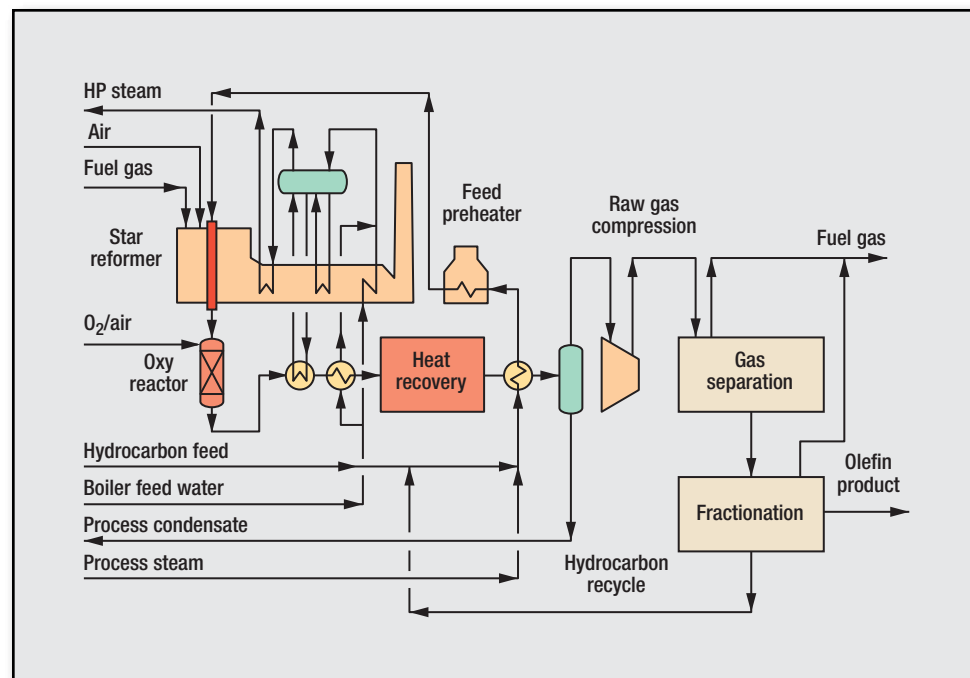 HP steam
Air
Fuel gas
Star
reformer
O2/air
Oxy
reactor
Feed
preheater
Raw gas
compression
Fuel gas
Heat
recovery
Gas
separation
Hydrocarbon feed
Boiler feed water
Process condensate
Process steam
Olefin
product
Fractionation
Hydrocarbon
recycle